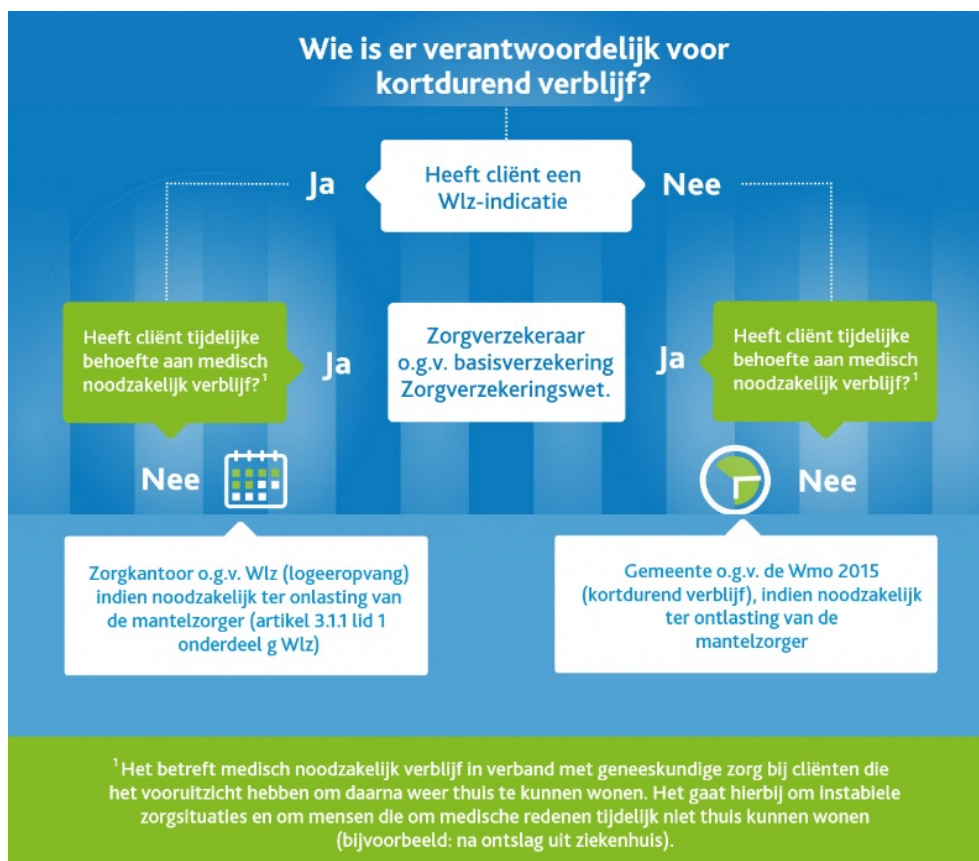 Wie is er verantwoordelijk voor
kortdurend verblijf?
Ja
Heeft cliënt een
Wlz-indicatie
Nee
Heeft cliënt tijdelijke
behoefte aan medisch
noodzakelijk verblijf?¹
Ja
Zorgverzekeraar
o.g.v. basisverzekering
Zorgverzekeringswet.
Ja
Heeft cliënt tijdelijke
behoefte aan medisch
noodzakelijk verblijf?¹
Nee
Nee
Zorgkantoor o.g.v. Wlz (logeeropvang)
indien noodzakelijk ter onlasting van
de mantelzorger (artikel 3.1.1 lid 1
onderdeel g Wlz)
Gemeente o.g.v. de Wmo 2015
(kortdurend verblijf), indien noodzakelijk
ter ontlasting van de
mantelzorger
¹ Het betreft medisch noodzakelijk verblijf in verband met geneeskundige zorg bij cliënten die
het vooruitzicht hebben om daarna weer thuis te kunnen wonen. Het gaat hierbij om instabiele
zorgsituaties en om mensen die om medische redenen tijdelijk niet thuis kunnen wonen
(bijvoorbeeld: na ontslag uit ziekenhuis).